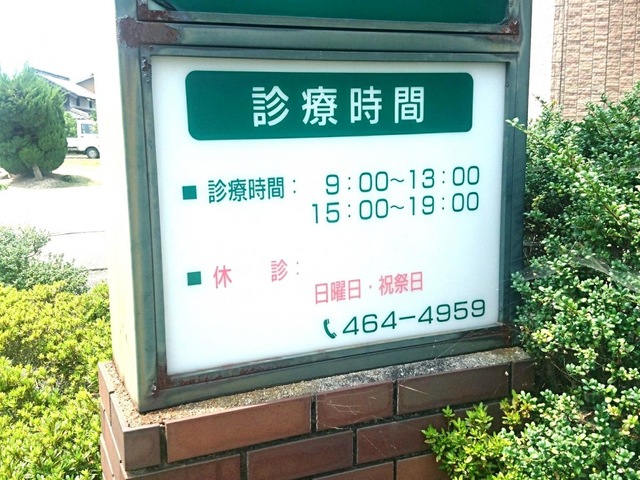 診療時間
■ 診療時間： 9：00～13：00
15：00～19：00
■ 休　診：
日曜日・祝祭日
464-4959